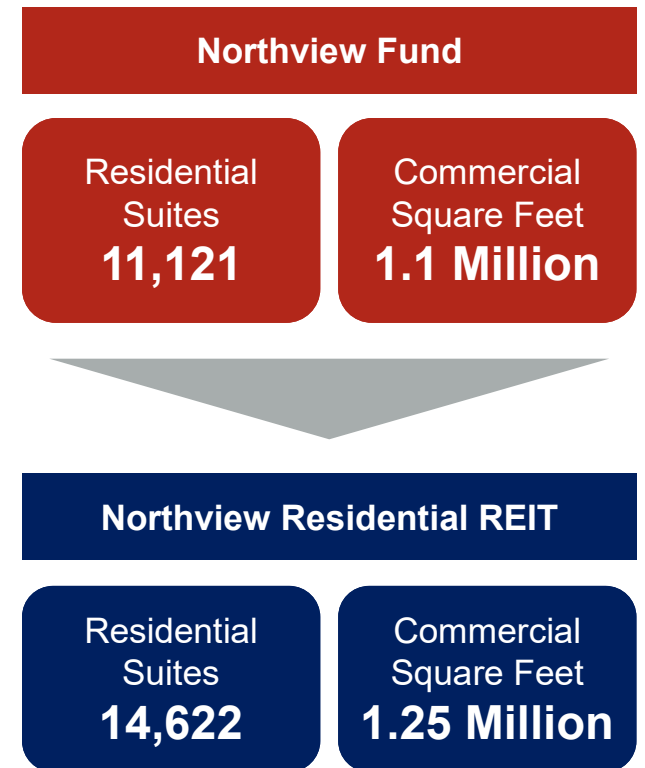 Northview Fund
Residential
Suites
11,121
Commercial
Square Feet
1.1 Million
Northview Residential REIT
Residential
Suites
14,622
Commercial
Square Feet
1.25 Million